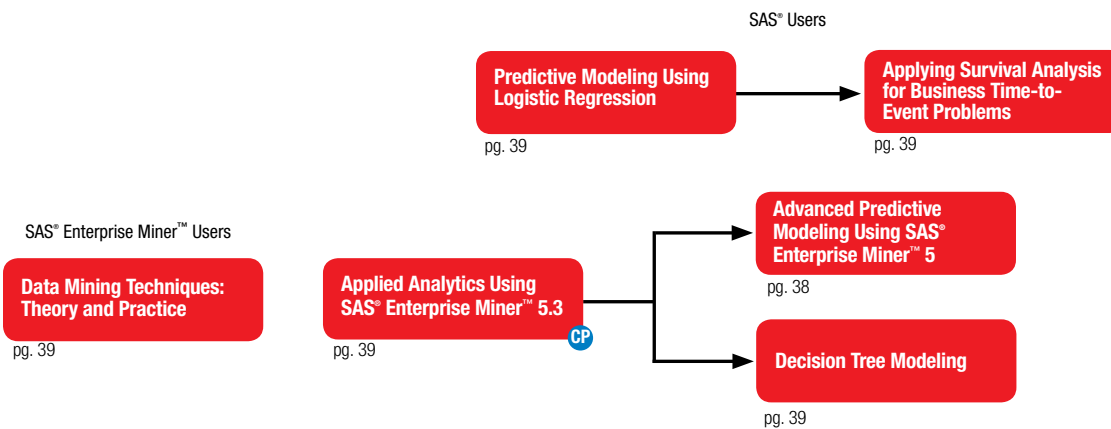 SAS® Users
Predictive Modeling Using
Logistic Regression
pg. 39
Applying Survival Analysis
for Business Time-to-
Event Problems
pg. 39
SAS® Enterprise Miner™ Users
Data Mining Techniques:
Theory and Practice
pg. 39
Applied Analytics Using
SAS® Enterprise Miner™ 5.3
CP
pg. 39
Advanced Predictive
Modeling Using SAS®
Enterprise Miner™ 5
pg. 38
Decision Tree Modeling
pg. 39